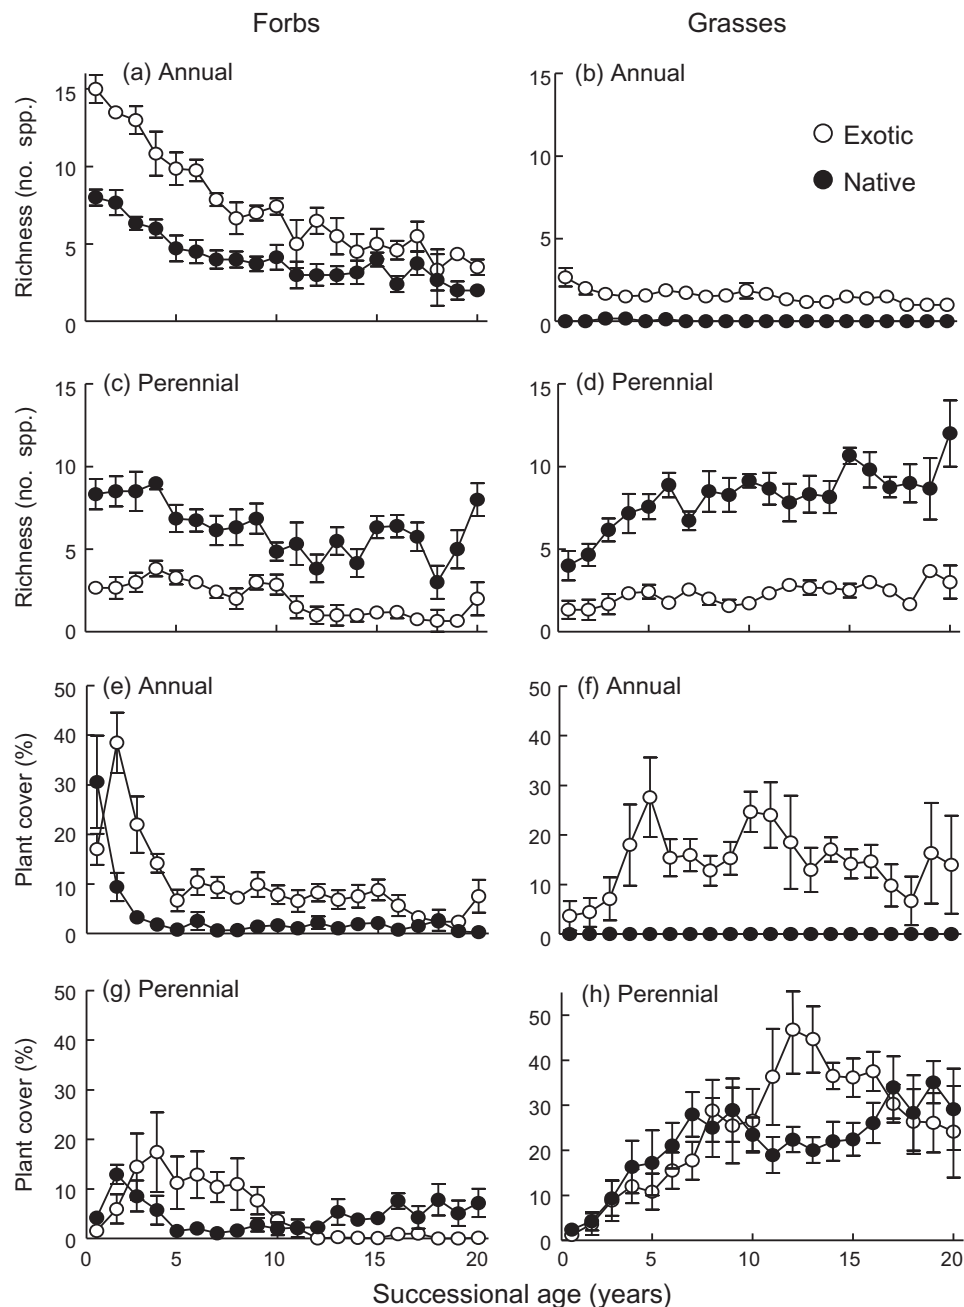 Forbs Grasses
(a) Annual
(b) Annual
Exotic
Native
Richness (no. spp.)
15
10
5
0
15
10
5
0
(c) Perennial
(d) Perennial
Richness (no. spp.)
15
10
5
0
15
10
5
0
(e) Annual
(f) Annual
Plant cover (%)
50
40
30
20
10
0
50
40
30
20
10
0
(g) Perennial
(h) Perennial
Plant cover (%)
50
40
30
20
10
0
50
40
30
20
10
0
0 5 10 15 20
0 5 10 15 20
Successional age (years)